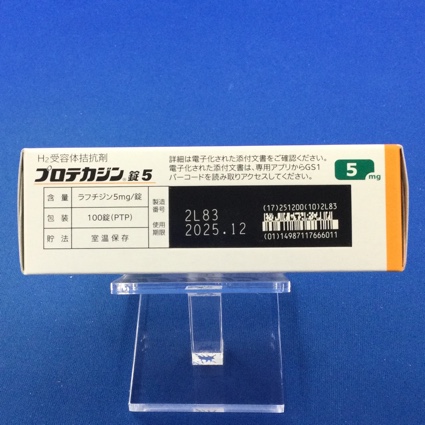 H₂受容体拮抗剤
プロテカジン®錠5
詳細は電子化された添付文書をご確認ください。
電子化された添付文書は、専用アプリからGS1
バーコードを読み取りアクセスしてください。
5mg
含量 ラフチジン5mg/錠
包装 100錠(PTP)
貯法 室温保存
製造番号 2L83
使用期限 2025.12
(17)251200(10)2L83
(01)14987117666011